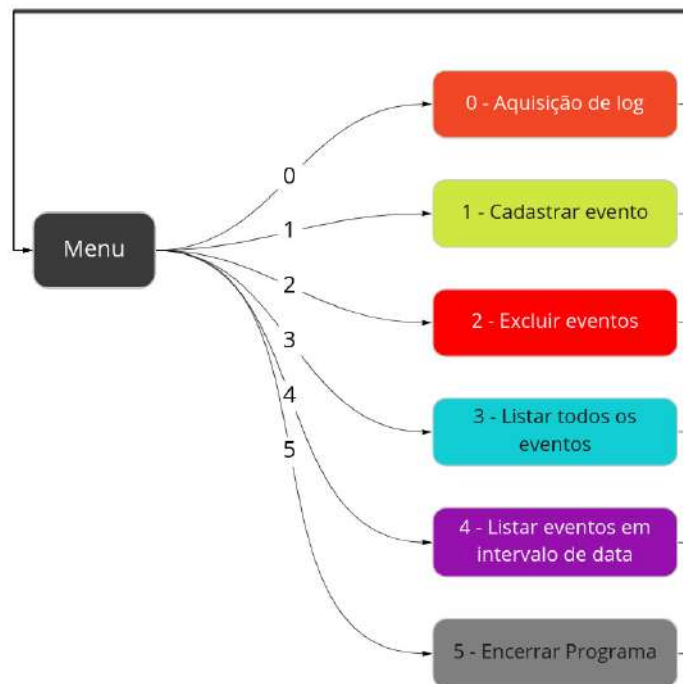 0 - Aquisição de log
0
1 - Cadastrar evento
1
Menu
2
2 - Excluir eventos
3
3 - Listar todos os
eventos
4
5
4 - Listar eventos em
intervalo de data
5 - Encerrar Programa